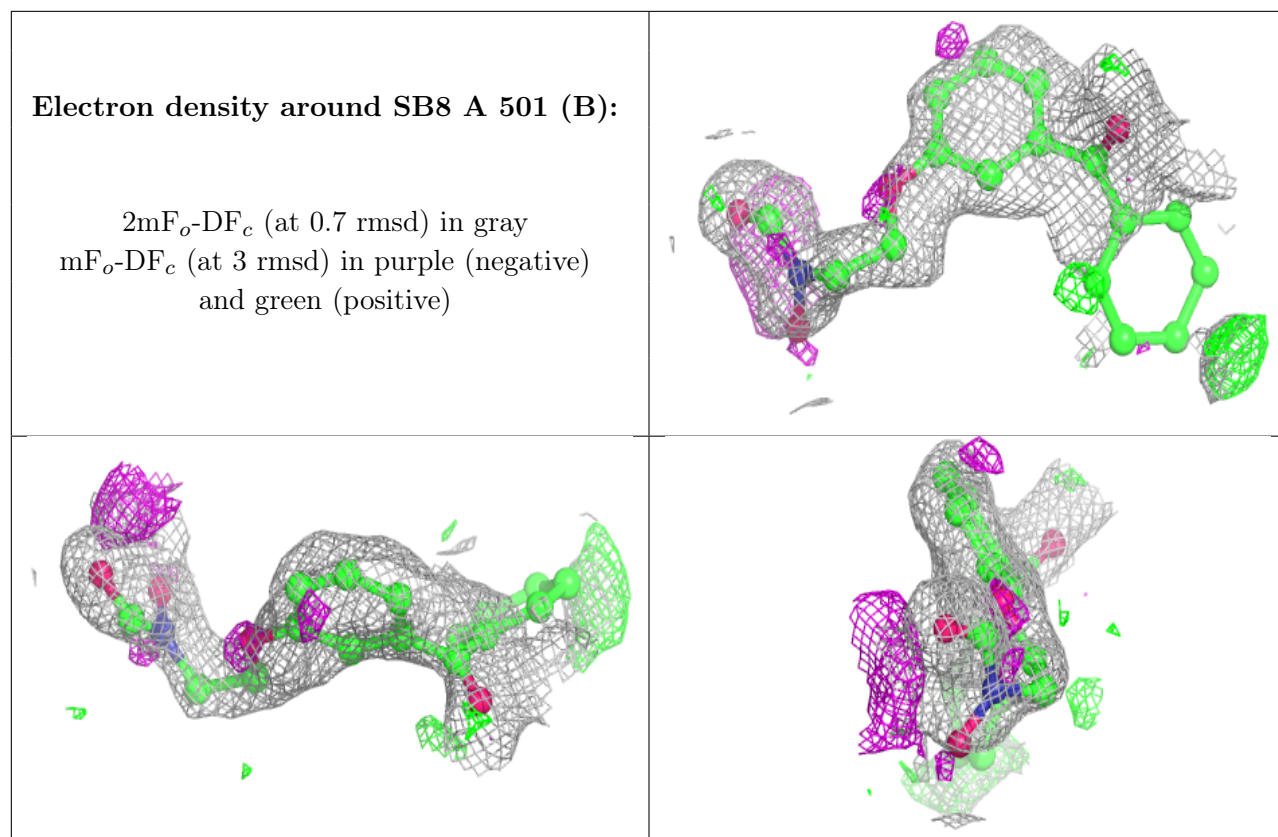 Electron density around SB8 A 501 (B):
2mFₒ-DF𝒸 (at 0.7 rmsd) in gray
mFₒ-DF𝒸 (at 3 rmsd) in purple (negative)
and green (positive)